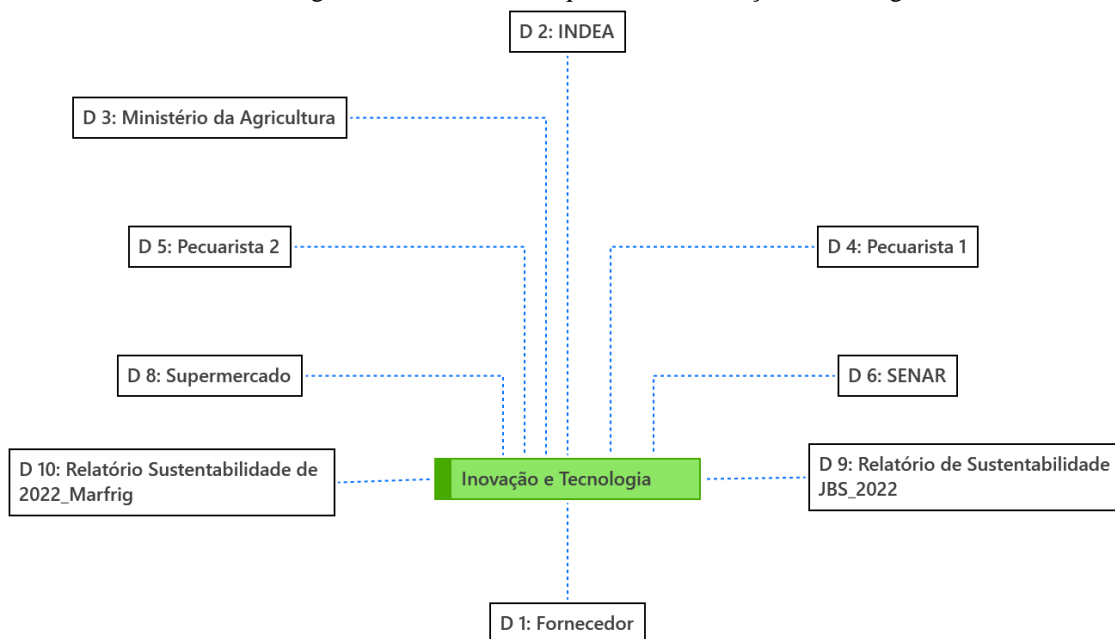 D 2: INDEA
D 3: Ministério da Agricultura
D 5: Pecuarista 2
D 4: Pecuarista 1
D 8: Supermercado
D 6: SENAR
D 10: Relatório Sustentabilidade de
2022_Marfrig
Inovação e Tecnologia
D 9: Relatório de Sustentabilidade
JBS_2022
D 1: Fornecedor